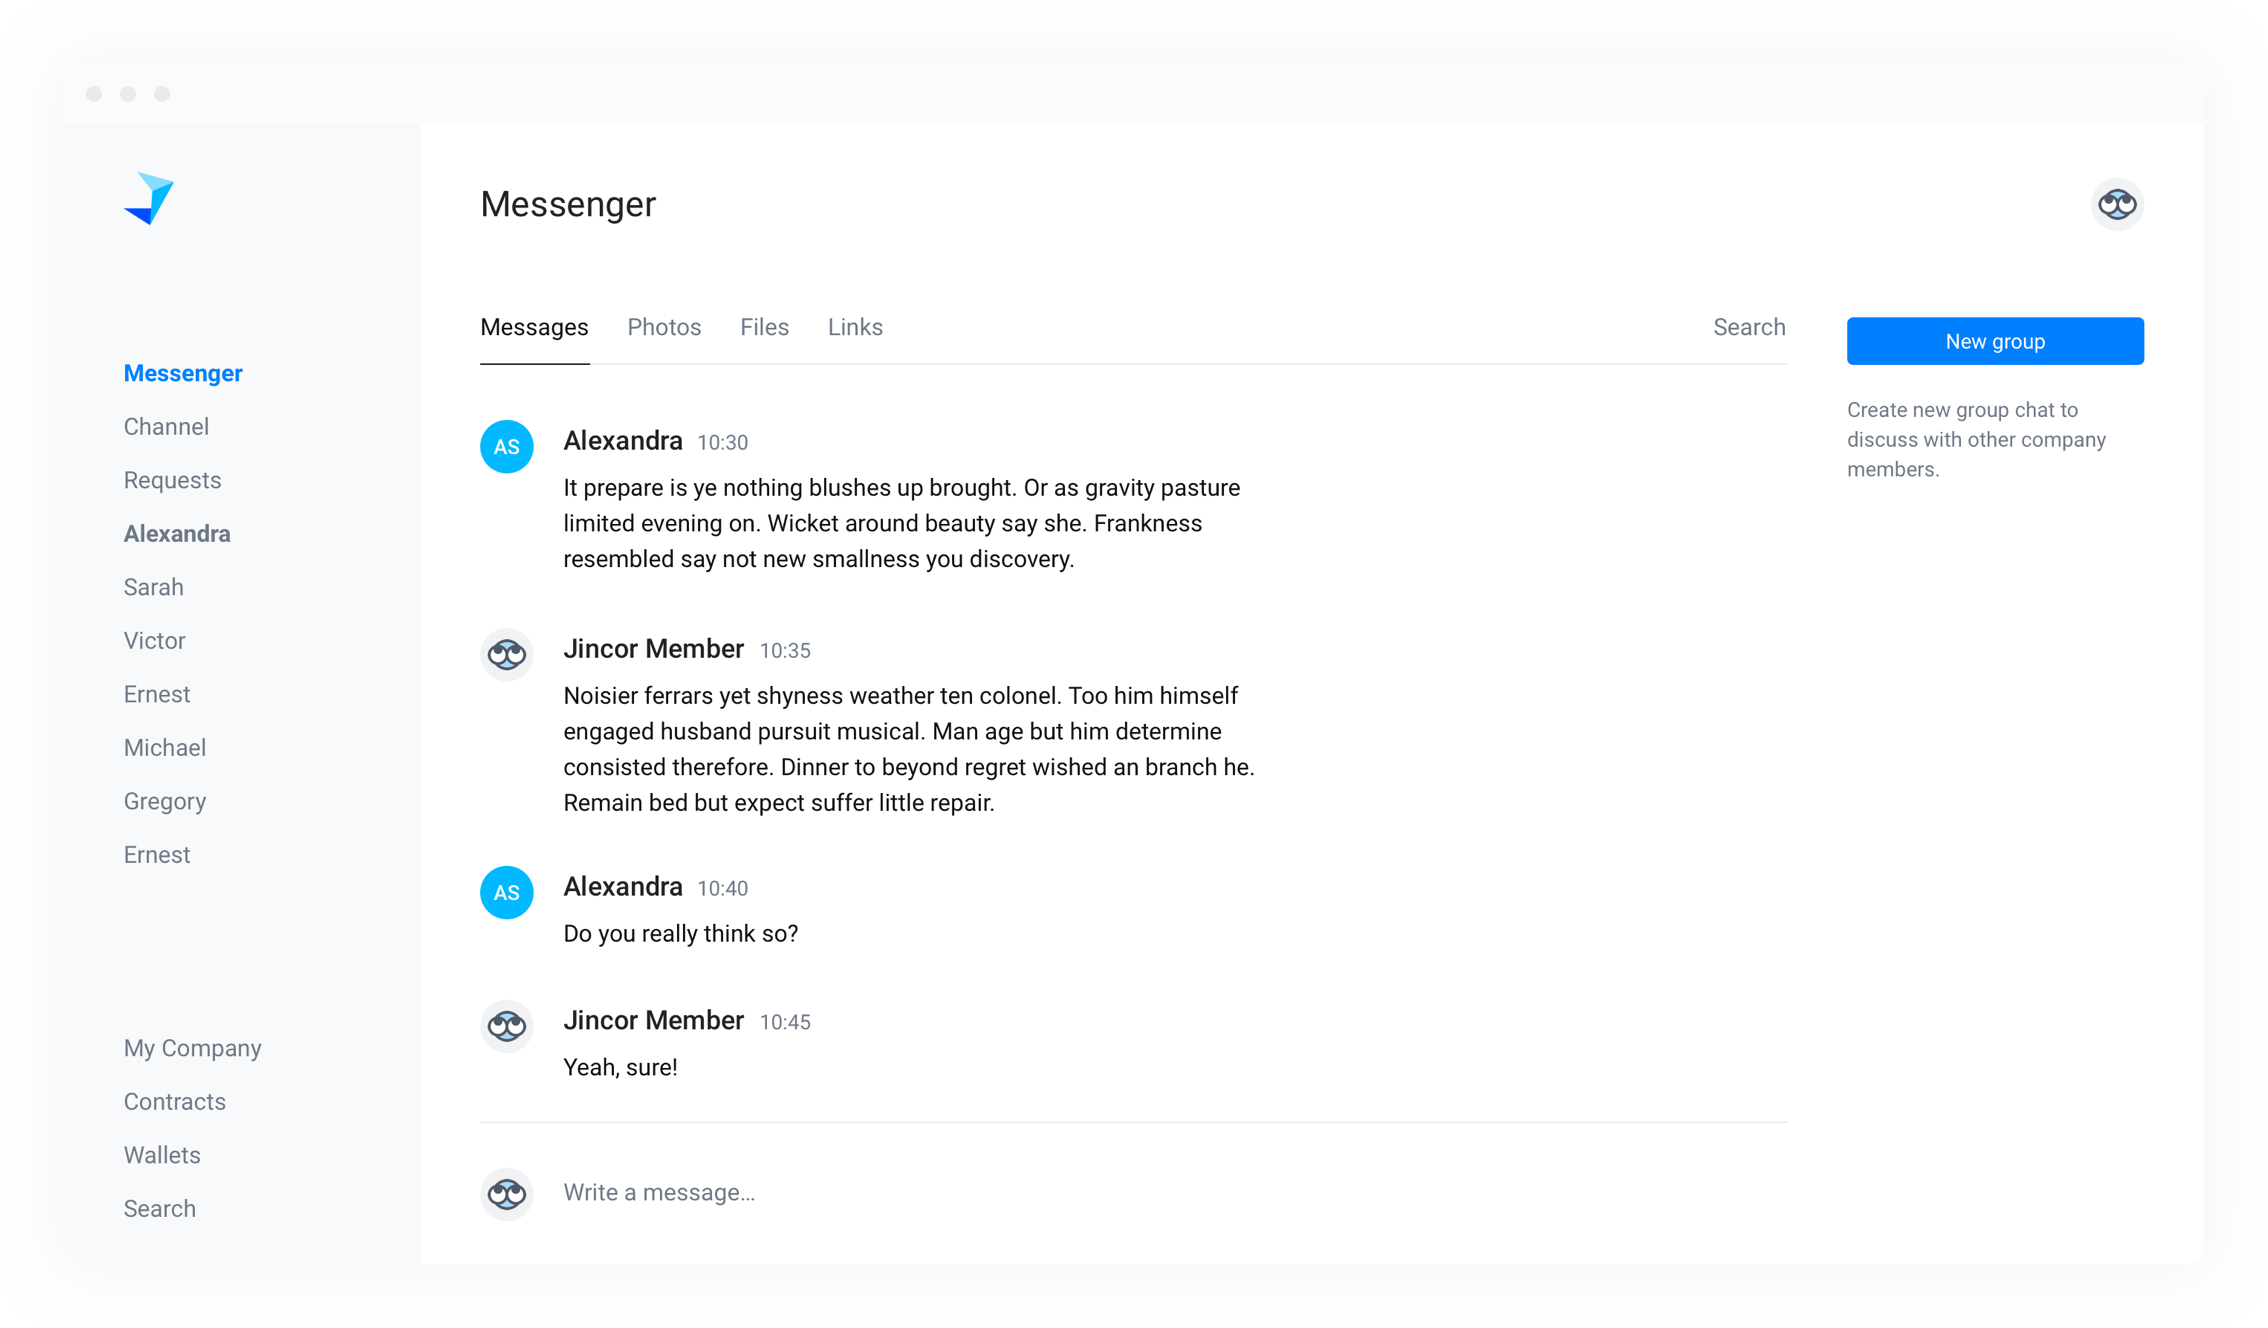 Messenger
Channel
Requests
Alexandra
Sarah
Victor
Ernest
Michael
Gregory
Ernest
My Company
Contracts
Wallets
Search
Messenger
Messages Photos Files Links Search
AS Alexandra 10:30
It prepare is ye nothing blushes up brought. Or as gravity pasture
limited evening on. Wicket around beauty say she. Frankness
resembled say not new smallness you discovery.
Jincor Member 10:35
Noisier ferrars yet shyness weather ten colonel. Too him himself
engaged husband pursuit musical. Man age but him determine
consisted therefore. Dinner to beyond regret wished an branch he.
Remain bed but expect suffer little repair.
AS Alexandra 10:40
Do you really think so?
Jincor Member 10:45
Yeah, sure!
Write a message...
New group
Create new group chat to
discuss with other company
members.